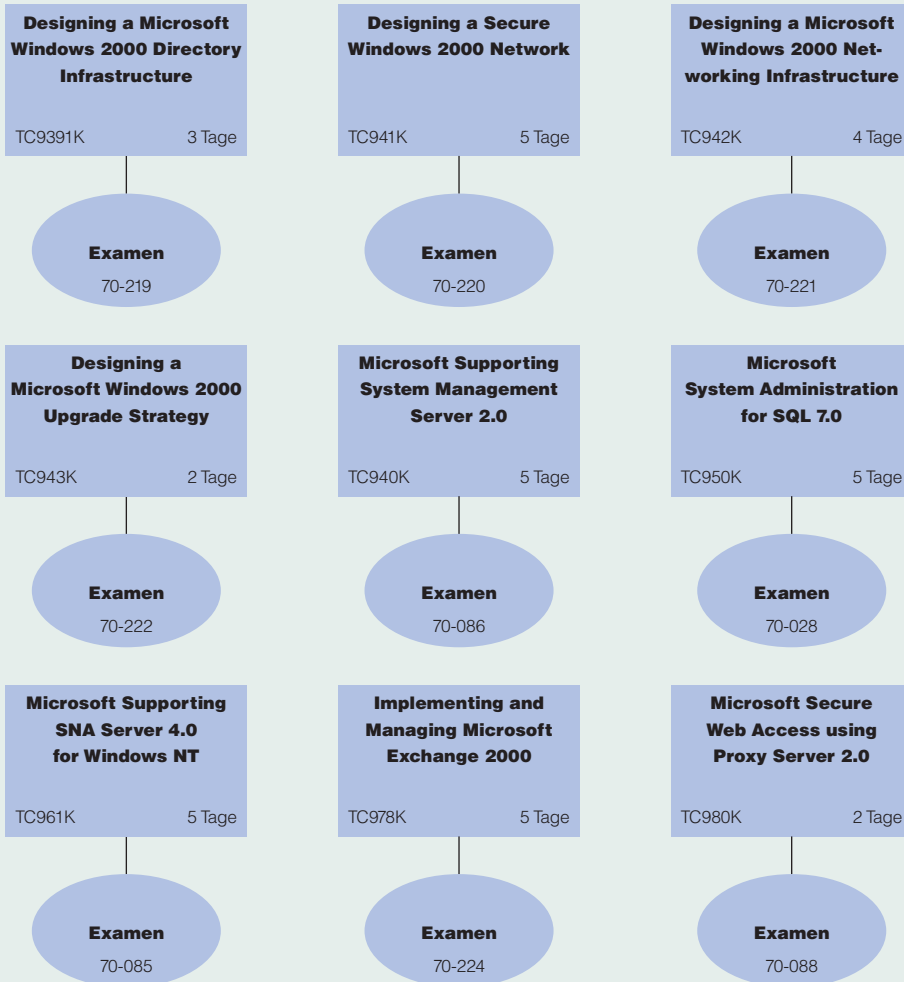 Designing a Microsoft
Windows 2000 Directory
Infrastructure
TC9391K 3 Tage
Examen
70-219
Designing a Secure
Windows 2000 Network
TC941K 5 Tage
Examen
70-220
Designing a Microsoft
Windows 2000 Net-
working Infrastructure
TC942K 4 Tage
Examen
70-221
Designing a
Microsoft Windows 2000
Upgrade Strategy
TC943K 2 Tage
Examen
70-222
Microsoft Supporting
System Management
Server 2.0
TC940K 5 Tage
Examen
70-086
Microsoft
System Administration
for SQL 7.0
TC950K 5 Tage
Examen
70-028
Microsoft Supporting
SNA Server 4.0
for Windows NT
TC961K 5 Tage
Examen
70-085
Implementing and
Managing Microsoft
Exchange 2000
TC978K 5 Tage
Examen
70-224
Microsoft Secure
Web Access using
Proxy Server 2.0
TC980K 2 Tage
Examen
70-088